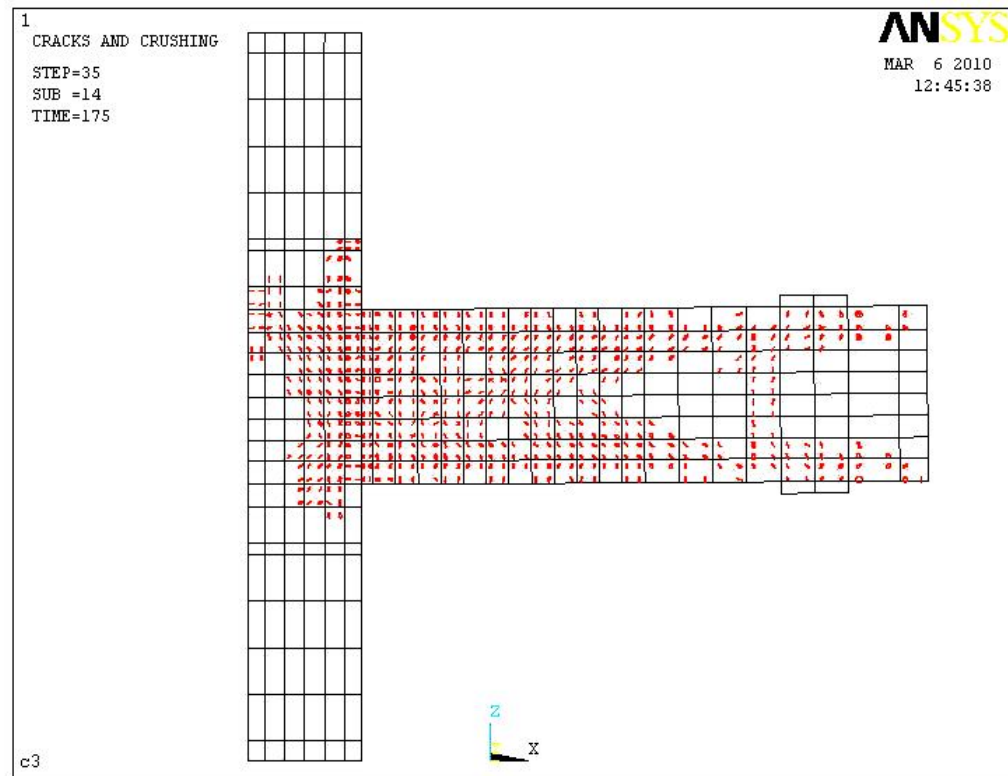 1
CRACKS AND CRUSHING
STEP=35
SUB =14
TIME=175
ANSYS
MAR 6 2010
12:45:38
Z
X
c3